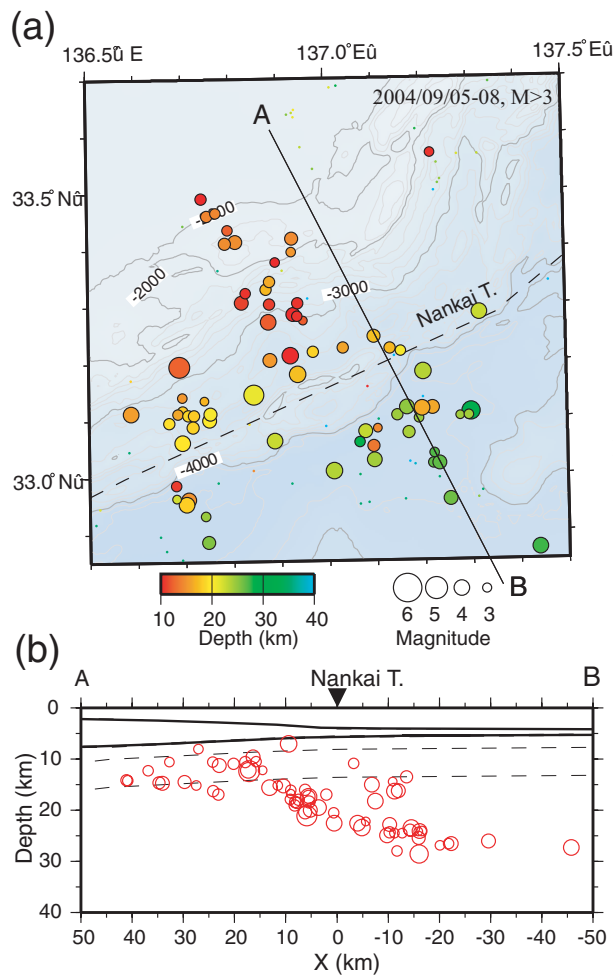 (a)
136.5û E 137.0°Eû 137.5°Eû
2004/09/05-08, M>3
A
33.5°Nû
-2000
-3000
Nankai T.
-4000
33.0°Nû
B
10 20 30 40
Depth (km)
6 5 4 3
Magnitude
(b)
A Nankai T. B
0
10
20
30
40
Depth (km)
50 40 30 20 10 0 -10 -20 -30 -40 -50
X (km)